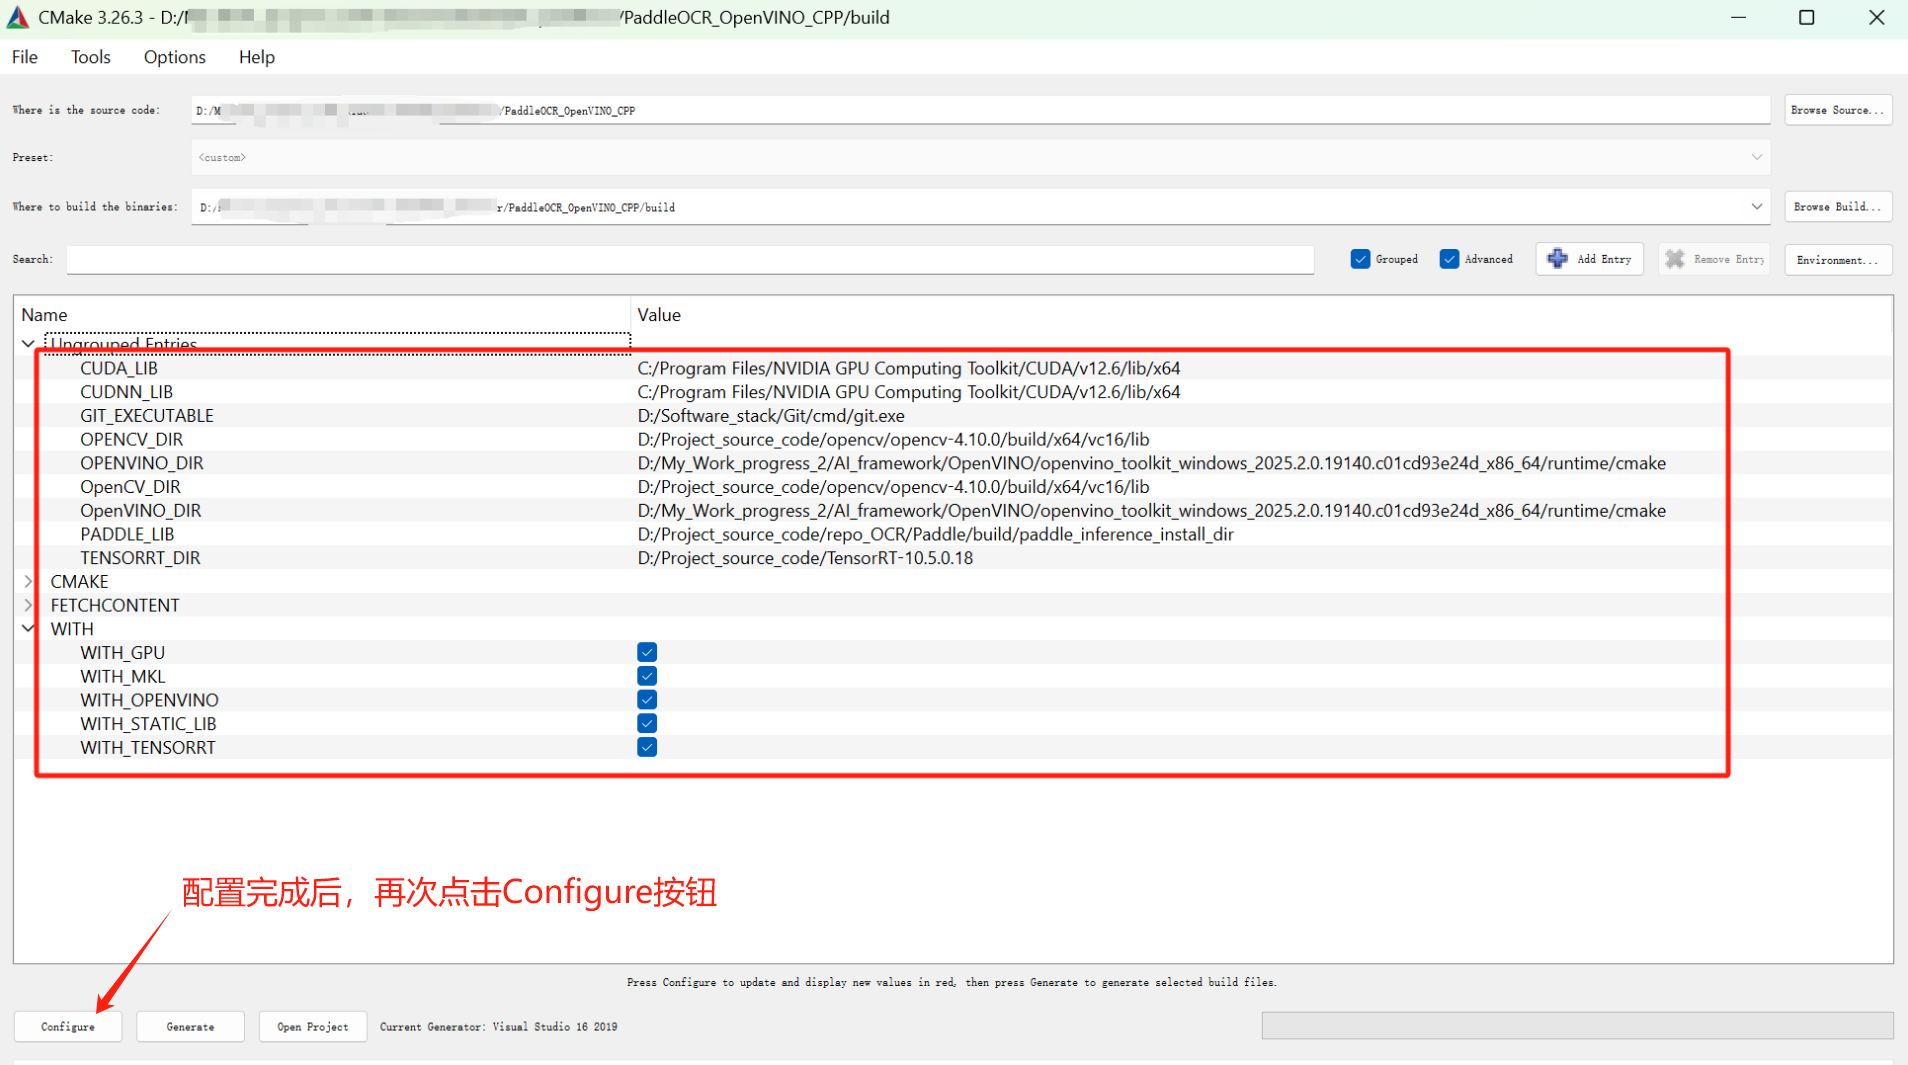 CMake 3.26.3 - D:/ /PaddleOCR_OpenVINO_CPP/build
File Tools Options Help
Where is the source code: D:/M /PaddleOCR_OpenVINO_CPP Browse Source...
Preset: <custom>
Where to build the binaries: D:/ r/PaddleOCR_OpenVINO_CPP/build Browse Build...
Search: Grouped Advanced Add Entry Remove Entry Environment...
Name Value
Ungrouped Entries
CUDA_LIB C:/Program Files/NVIDIA GPU Computing Toolkit/CUDA/v12.6/lib/x64
CUDNN_LIB C:/Program Files/NVIDIA GPU Computing Toolkit/CUDA/v12.6/lib/x64
GIT_EXECUTABLE D:/Software_stack/Git/cmd/git.exe
OPENCV_DIR D:/Project_source_code/opencv/opencv-4.10.0/build/x64/vc16/lib
OPENVINO_DIR D:/My_Work_progress_2/AI_framework/OpenVINO/openvino_toolkit_windows_2025.2.0.19140.c01cd93e24d_x86_64/runtime/cmake
OpenCV_DIR D:/Project_source_code/opencv/opencv-4.10.0/build/x64/vc16/lib
OpenVINO_DIR D:/My_Work_progress_2/AI_framework/OpenVINO/openvino_toolkit_windows_2025.2.0.19140.c01cd93e24d_x86_64/runtime/cmake
PADDLE_LIB D:/Project_source_code/repo_OCR/Paddle/build/paddle_inference_install_dir
TENSORRT_DIR D:/Project_source_code/TensorRT-10.5.0.18
CMAKE
FETCHCONTENT
WITH
WITH_GPU
WITH_MKL
WITH_OPENVINO
WITH_STATIC_LIB
WITH_TENSORRT
配置完成后，再次点击Configure按钮
Press Configure to update and display new values in red, then press Generate to generate selected build files.
Configure Generate Open Project Current Generator: Visual Studio 16 2019